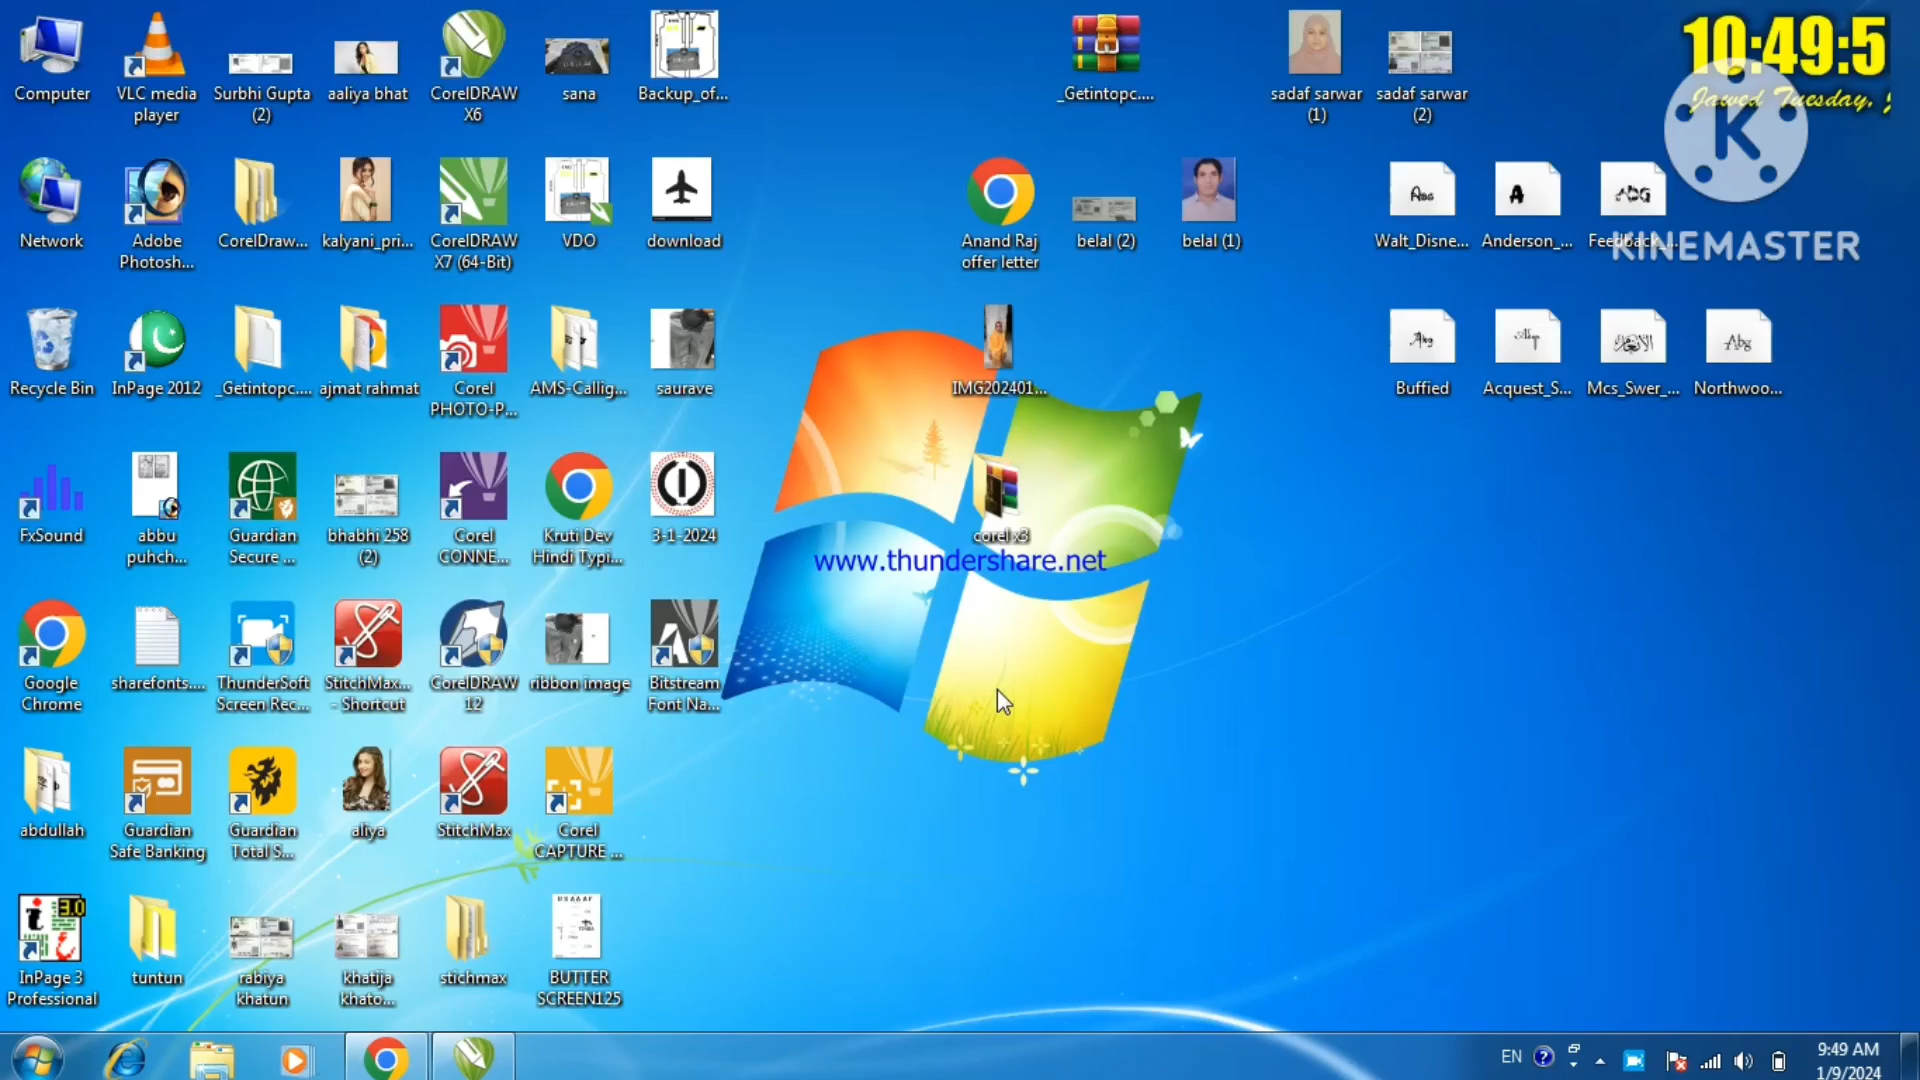 10:49:5
Jawed Tuesday, J
KINEMASTER
Computer
VLC media
player
Surbhi Gupta
(2)
aaliya bhat
CorelDRAW
X6
sana
Backup_of...
_Getintopc....
sadaf sarwar
(1)
sadaf sarwar
(2)
Network
Adobe
Photosh...
CorelDraw...
kalyani_pri...
CorelDRAW
X7 (64-Bit)
VDO
download
Anand Raj
offer letter
belal (2)
belal (1)
Walt_Disne...
Anderson_...
Feedback_...
Recycle Bin
InPage 2012
_Getintopc....
ajmat rahmat
Corel
PHOTO-P...
AMS-Callig...
saurave
IMG202401...
Buffied
Acquest_S...
Mcs_Swer_...
Northwoo...
FxSound
abbu
puhch...
Guardian
Secure ...
bhabhi 258
(2)
Corel
CONNE...
Kruti Dev
Hindi Typi...
3-1-2024
corel x3
www.thundershare.net
Google
Chrome
sharefonts....
ThunderSoft
Screen Rec...
StitchMax...
- Shortcut
CorelDRAW
12
ribbon image
Bitstream
Font Na...
abdullah
Guardian
Safe Banking
Guardian
Total S...
aliya
StitchMax
Corel
CAPTURE ...
3.0
InPage 3
Professional
tuntun
rabiya
khatun
khatija
khato...
stichmax
BUTTER
SCREEN125
EN
9:49 AM
1/9/2024